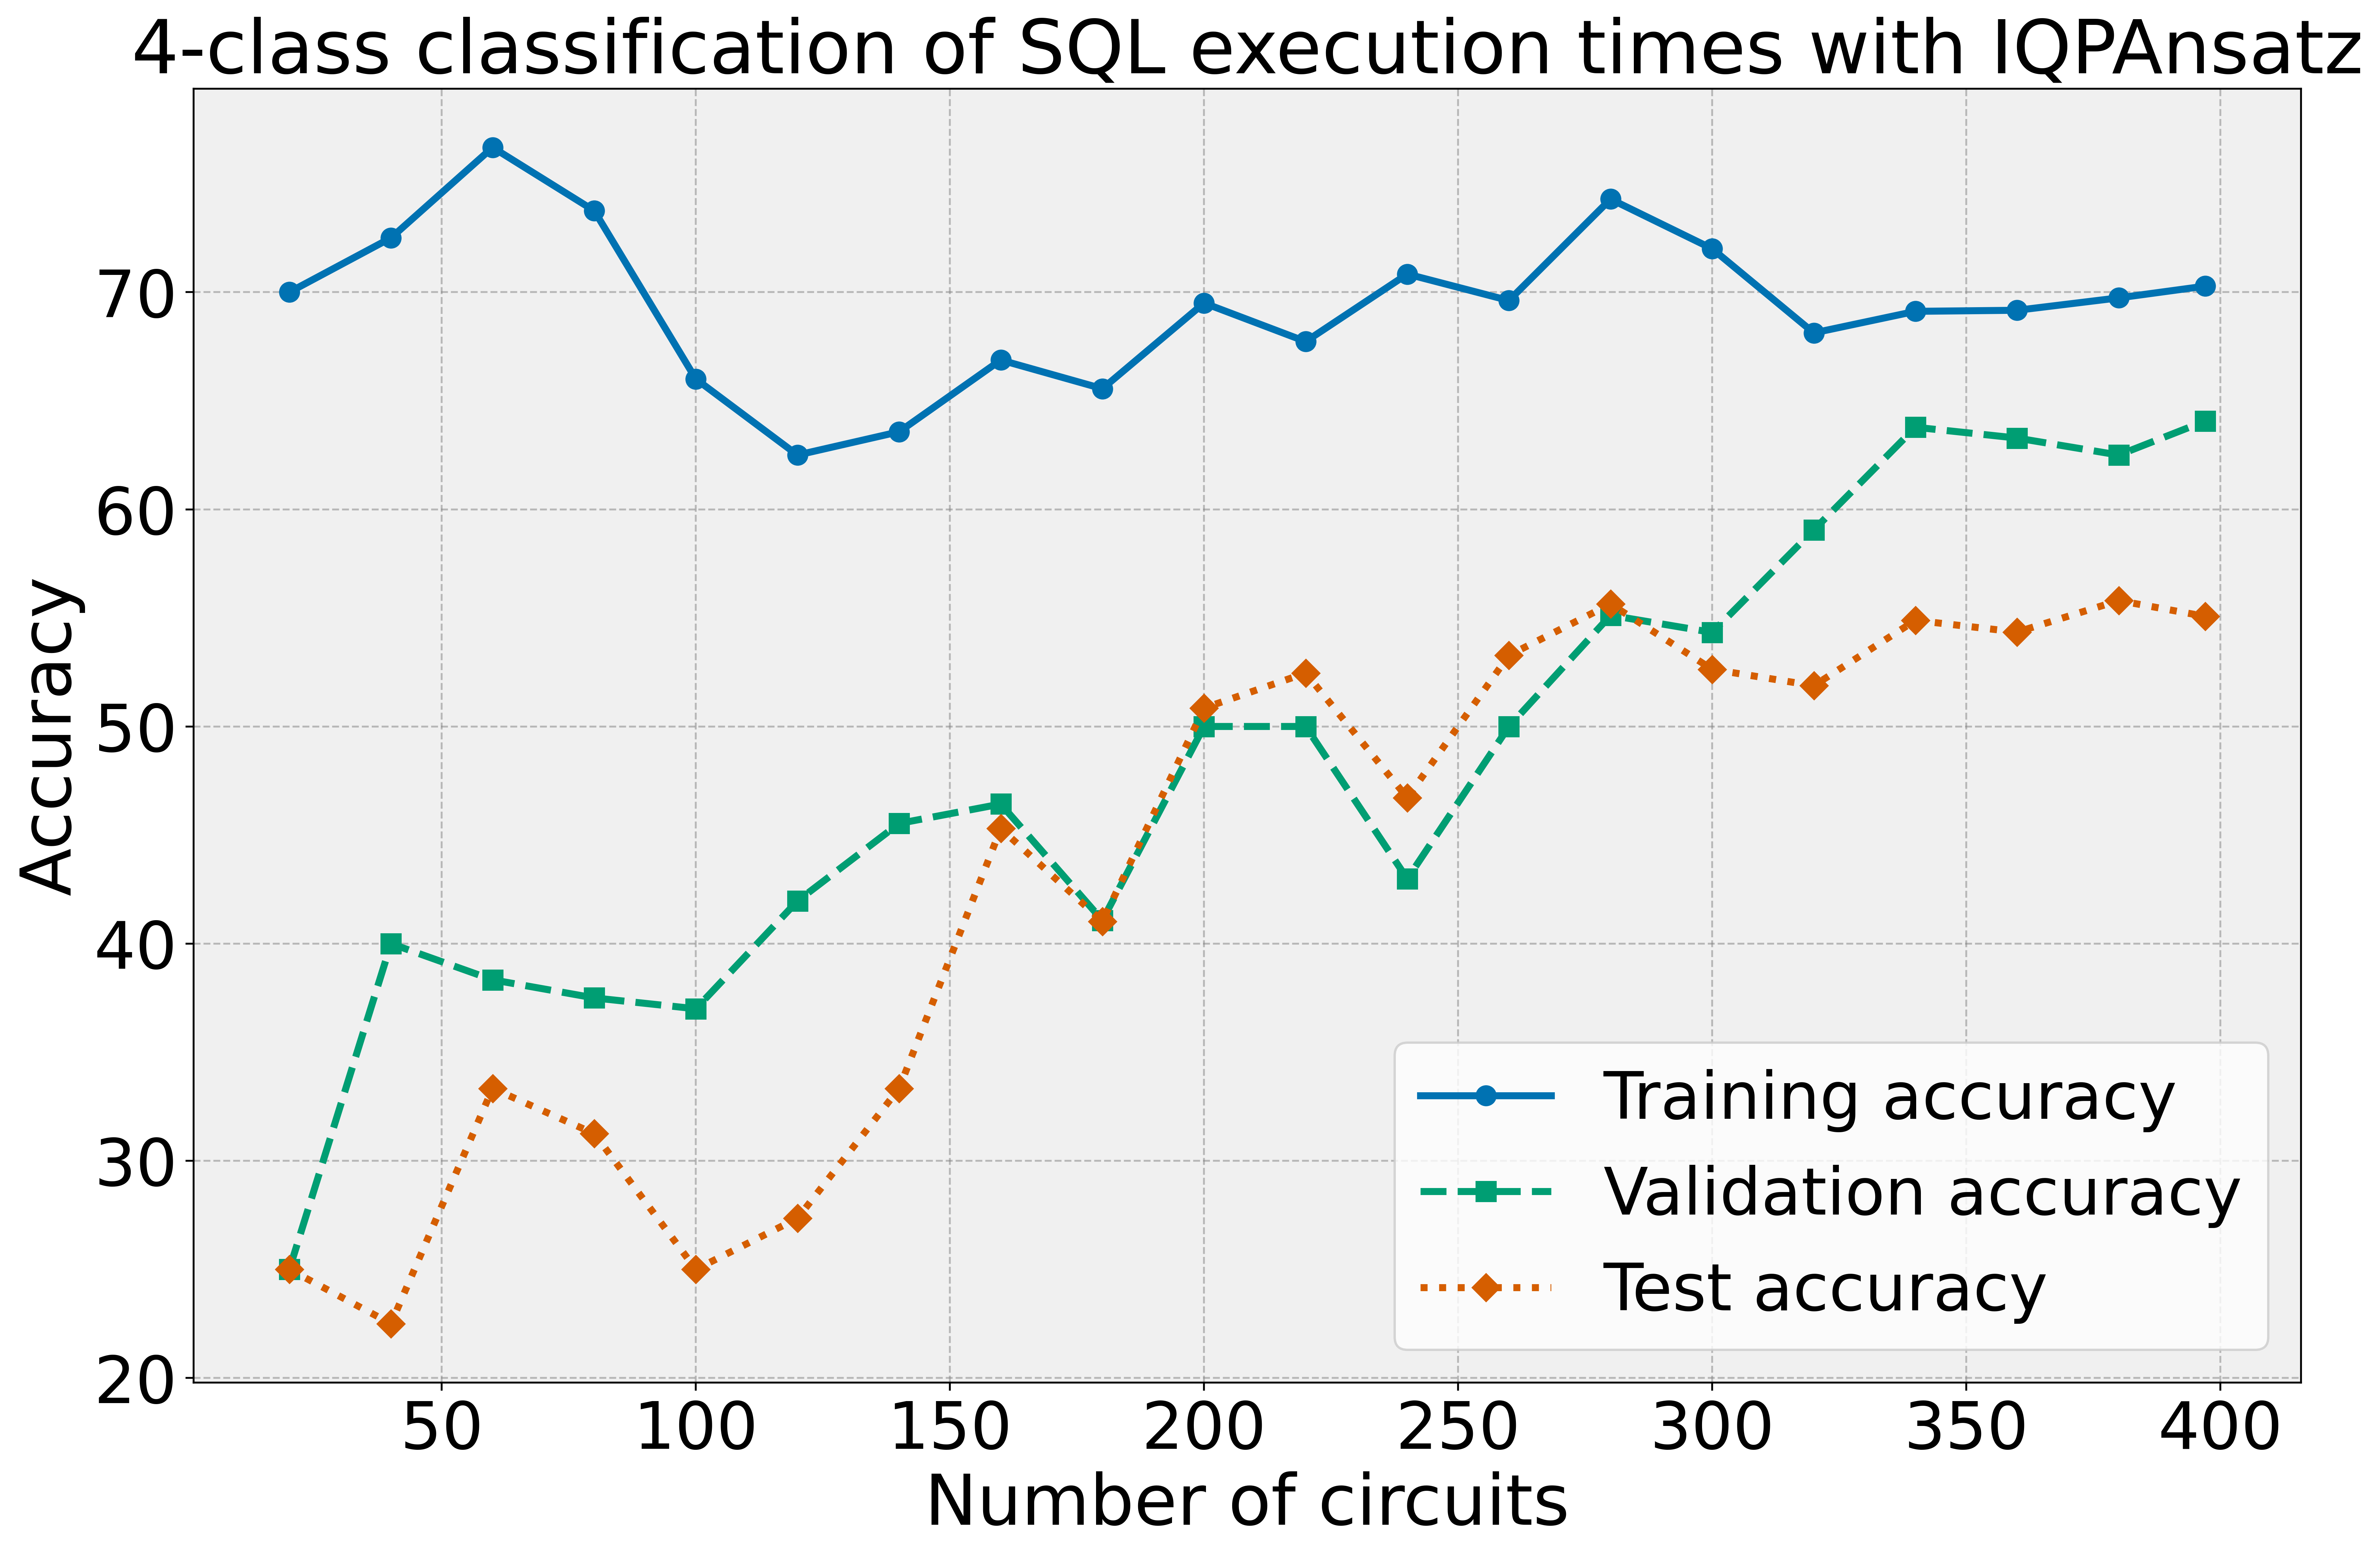 4-class classification of SQL execution times with IQPAnsatz
Accuracy
70
60
50
40
30
20
50 100 150 200 250 300 350 400
Number of circuits
Training accuracy
Validation accuracy
Test accuracy